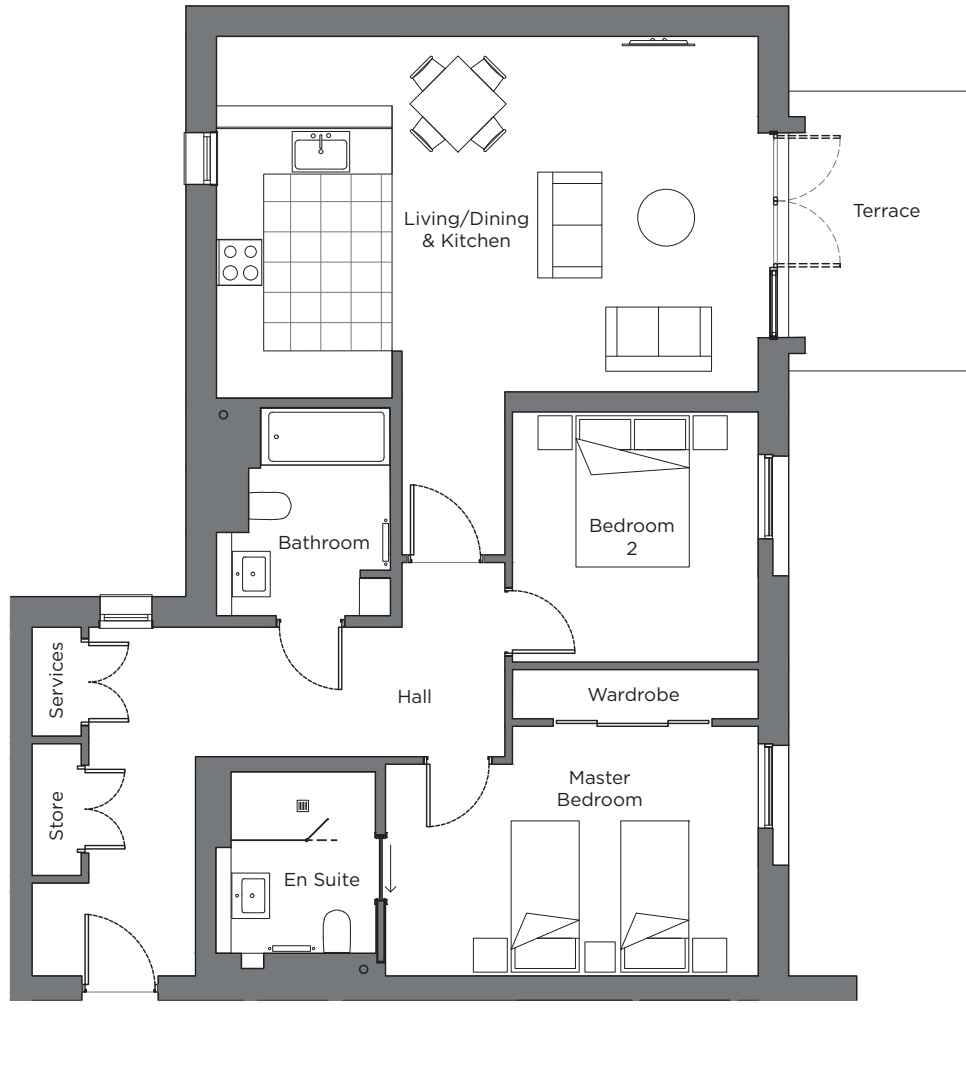 Living/Dining
& Kitchen
Terrace
Bathroom
Bedroom
2
Services
Hall
Wardrobe
Store
Master
Bedroom
En Suite